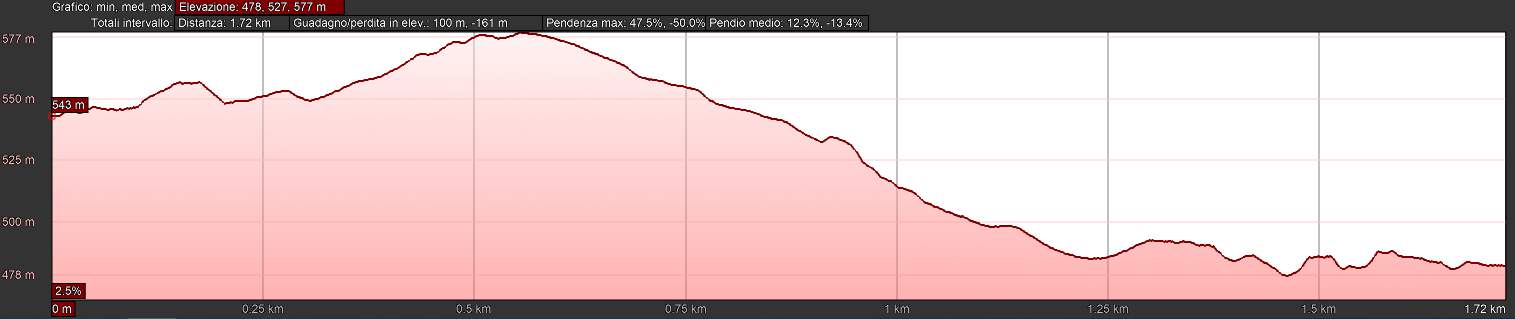 Grafico: min, med, max Elevazione: 478, 527, 577 m
Totali intervallo: Distanza: 1.72 km Guadagno/perdita in elev.: 100 m, -161 m Pendenza max: 47.5%, -50.0% Pendio medio: 12.3%, -13.4%
577 m
550 m
543 m
525 m
500 m
478 m
2.5%
0 m 0.25 km 0.5 km 0.75 km 1 km 1.25 km 1.5 km 1.72 km